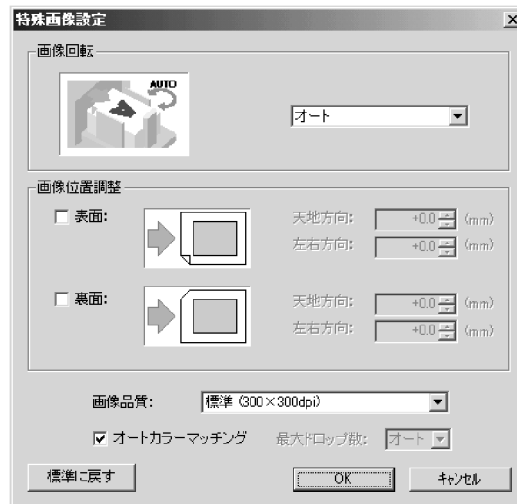 特殊画像設定
画像回転
AUTO
オート
画像位置調整
表面:
天地方向: +0.0 (mm)
左右方向: +0.0 (mm)
裏面:
天地方向: +0.0 (mm)
左右方向: +0.0 (mm)
画像品質: 標準 (300×300dpi)
オートカラーマッチング 最大ドロップ数: オート
標準に戻す OK キャンセル